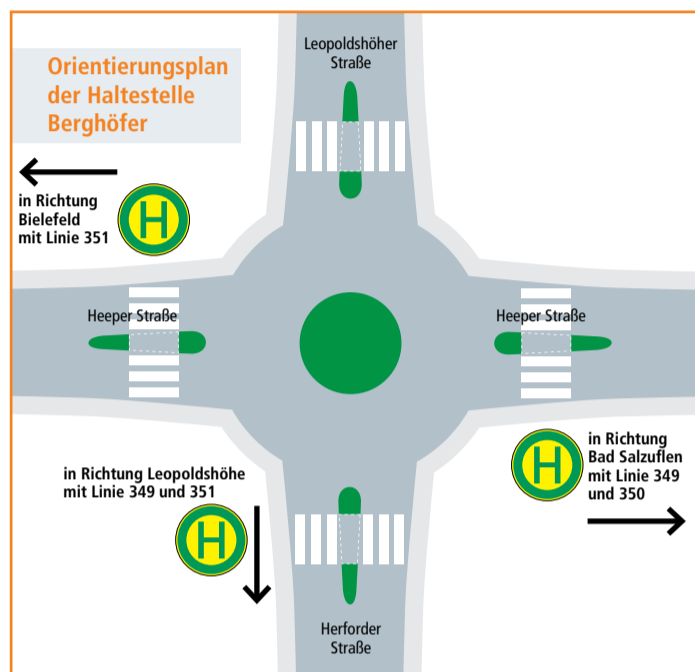 Orientierungsplan
der Haltestelle
Berghöfer
Leopoldshöher
Straße
in Richtung
Bielefeld
mit Linie 351
H
Heeper Straße
Heeper Straße
in Richtung Leopoldshöhe
mit Linie 349 und 351
H
H
in Richtung
Bad Salzuflen
mit Linie 349
und 350
Herforder
Straße